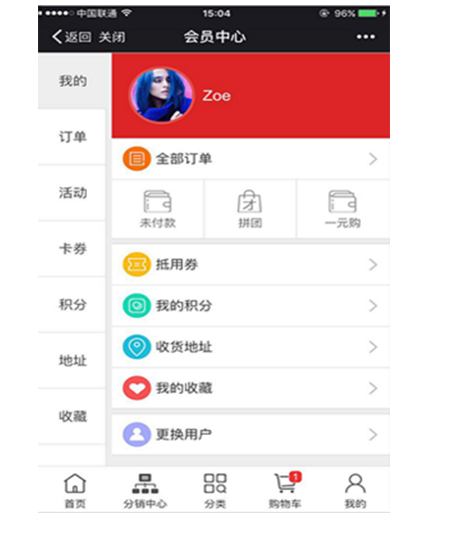 中国联通 15:04 96%
返回 关闭 会员中心
我的
订单
活动
卡券
积分
地址
收藏
Zoe
全部订单
未付款 拼团 一元购
抵用券
我的积分
收货地址
我的收藏
更换用户
1
首页 分销中心 分类 购物车 我的